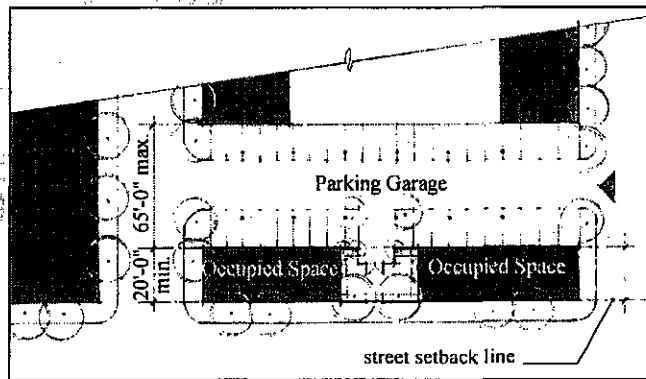 Parking Garage
65'-0" max.
20'-0"
min.
Occupied Space
Occupied Space
street setback line